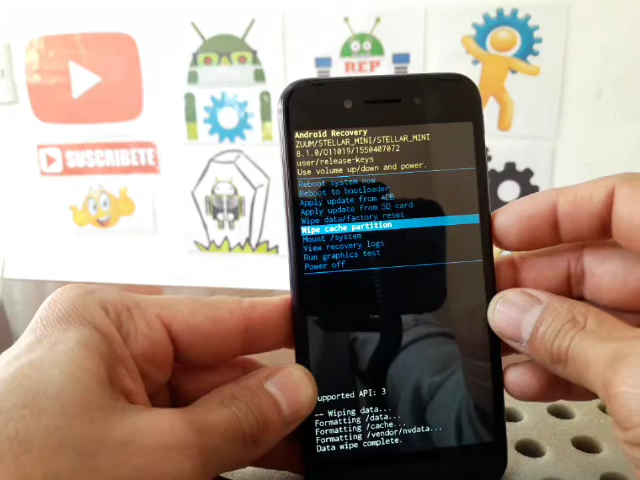 REP
SUSCRIBETE
Android Recovery
ZUUM/STELLAR_MINI/STELLAR_MINI
8.1.0/O11019/1550407072
user/release-keys
Use volume up/down and power.
Reboot system now
Reboot to bootloader
Apply update from ADB
Apply update from SD card
Wipe data/factory reset
Wipe cache partition
Mount /system
View recovery logs
Run graphics test
Power off
upported API: 3
-- Wiping data...
Formatting /data...
Formatting /cache...
Formatting /vendor/nvdata...
Data wipe complete.